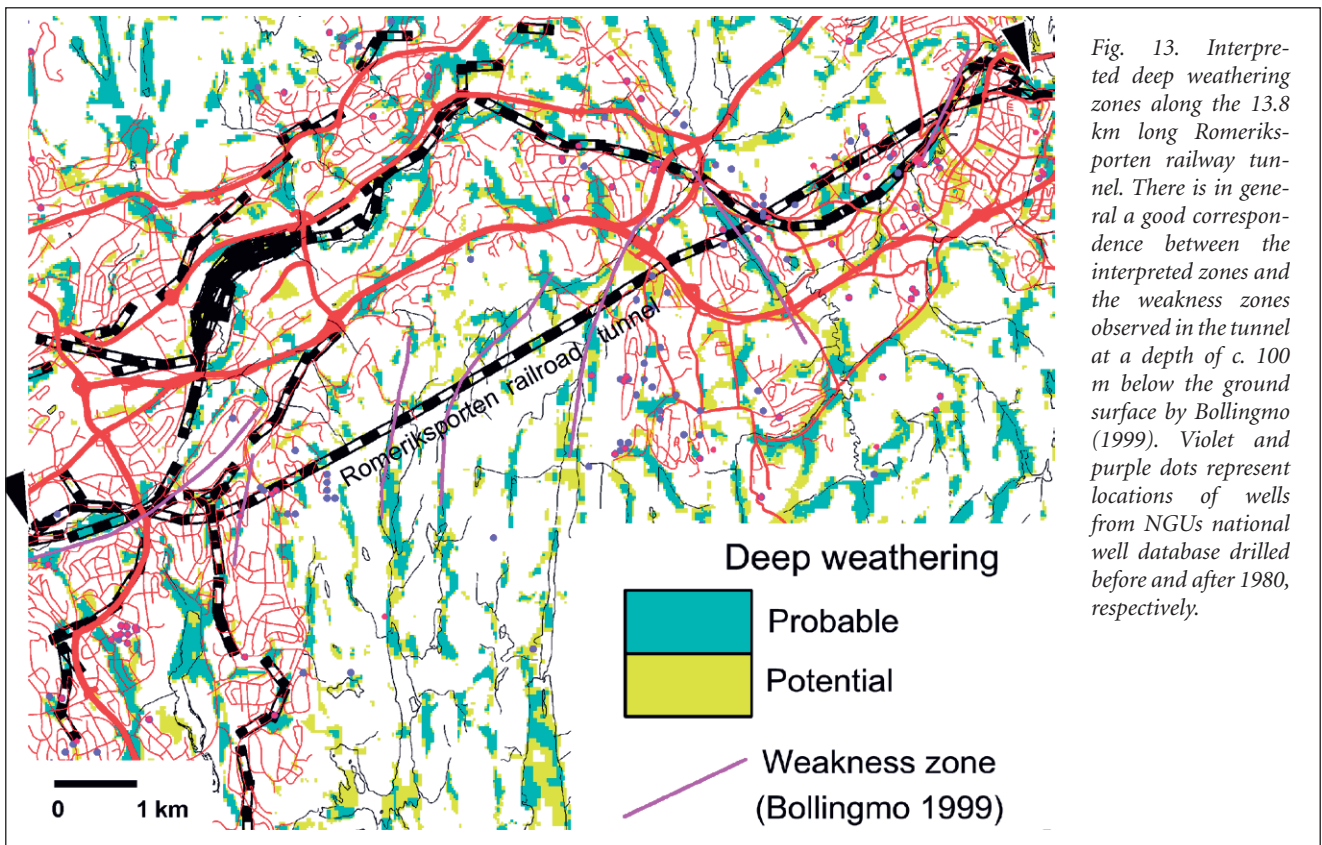 Romeriksporten railroad tunnel
Deep weathering
Probable
Potential
Weakness zone
(Bollingmo 1999)
0 1 km
Fig. 13. Interpre-
ted deep weathering
zones along the 13.8
km long Romeriks-
porten railway tun-
nel. There is in gene-
ral a good correspon-
dence between the
interpreted zones and
the weakness zones
observed in the tunnel
at a depth of c. 100
m below the ground
surface by Bollingmo
(1999). Violet and
purple dots represent
locations of wells
from NGUs national
well database drilled
before and after 1980,
respectively.